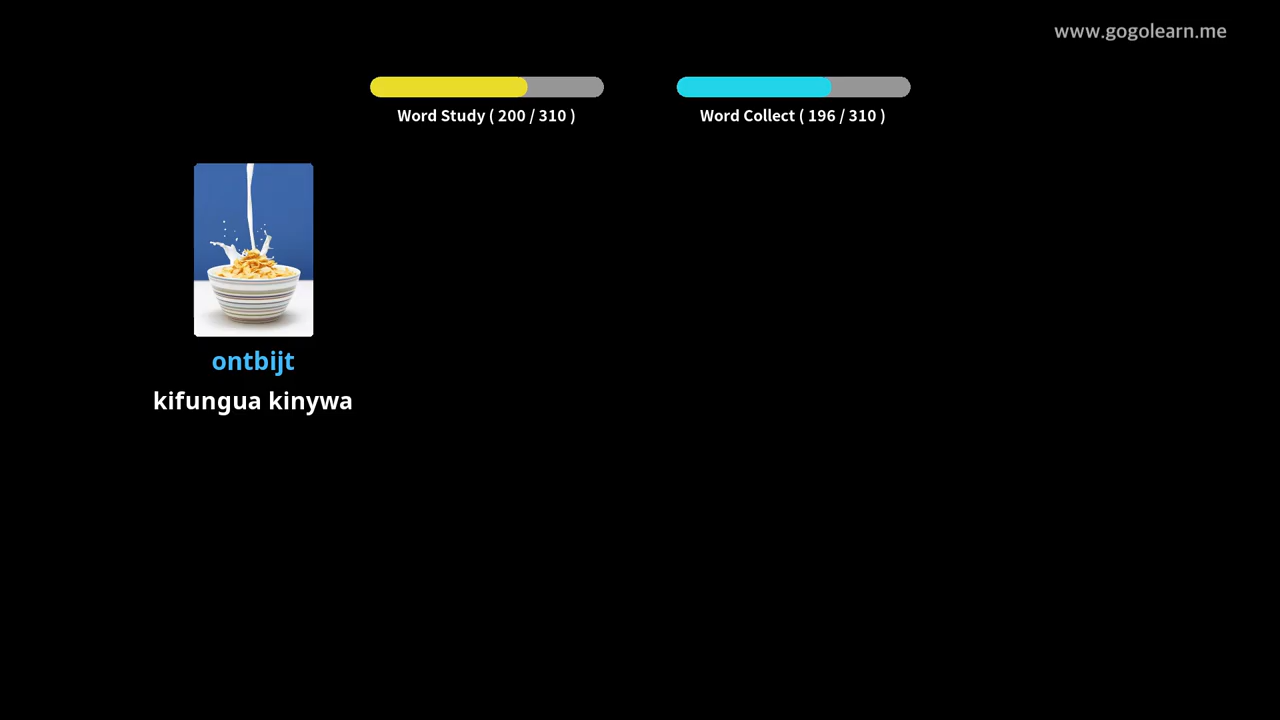 www.gogolearn.me
Word Study ( 200 / 310 )
Word Collect ( 196 / 310 )
ontbijt
kifungua kinywa